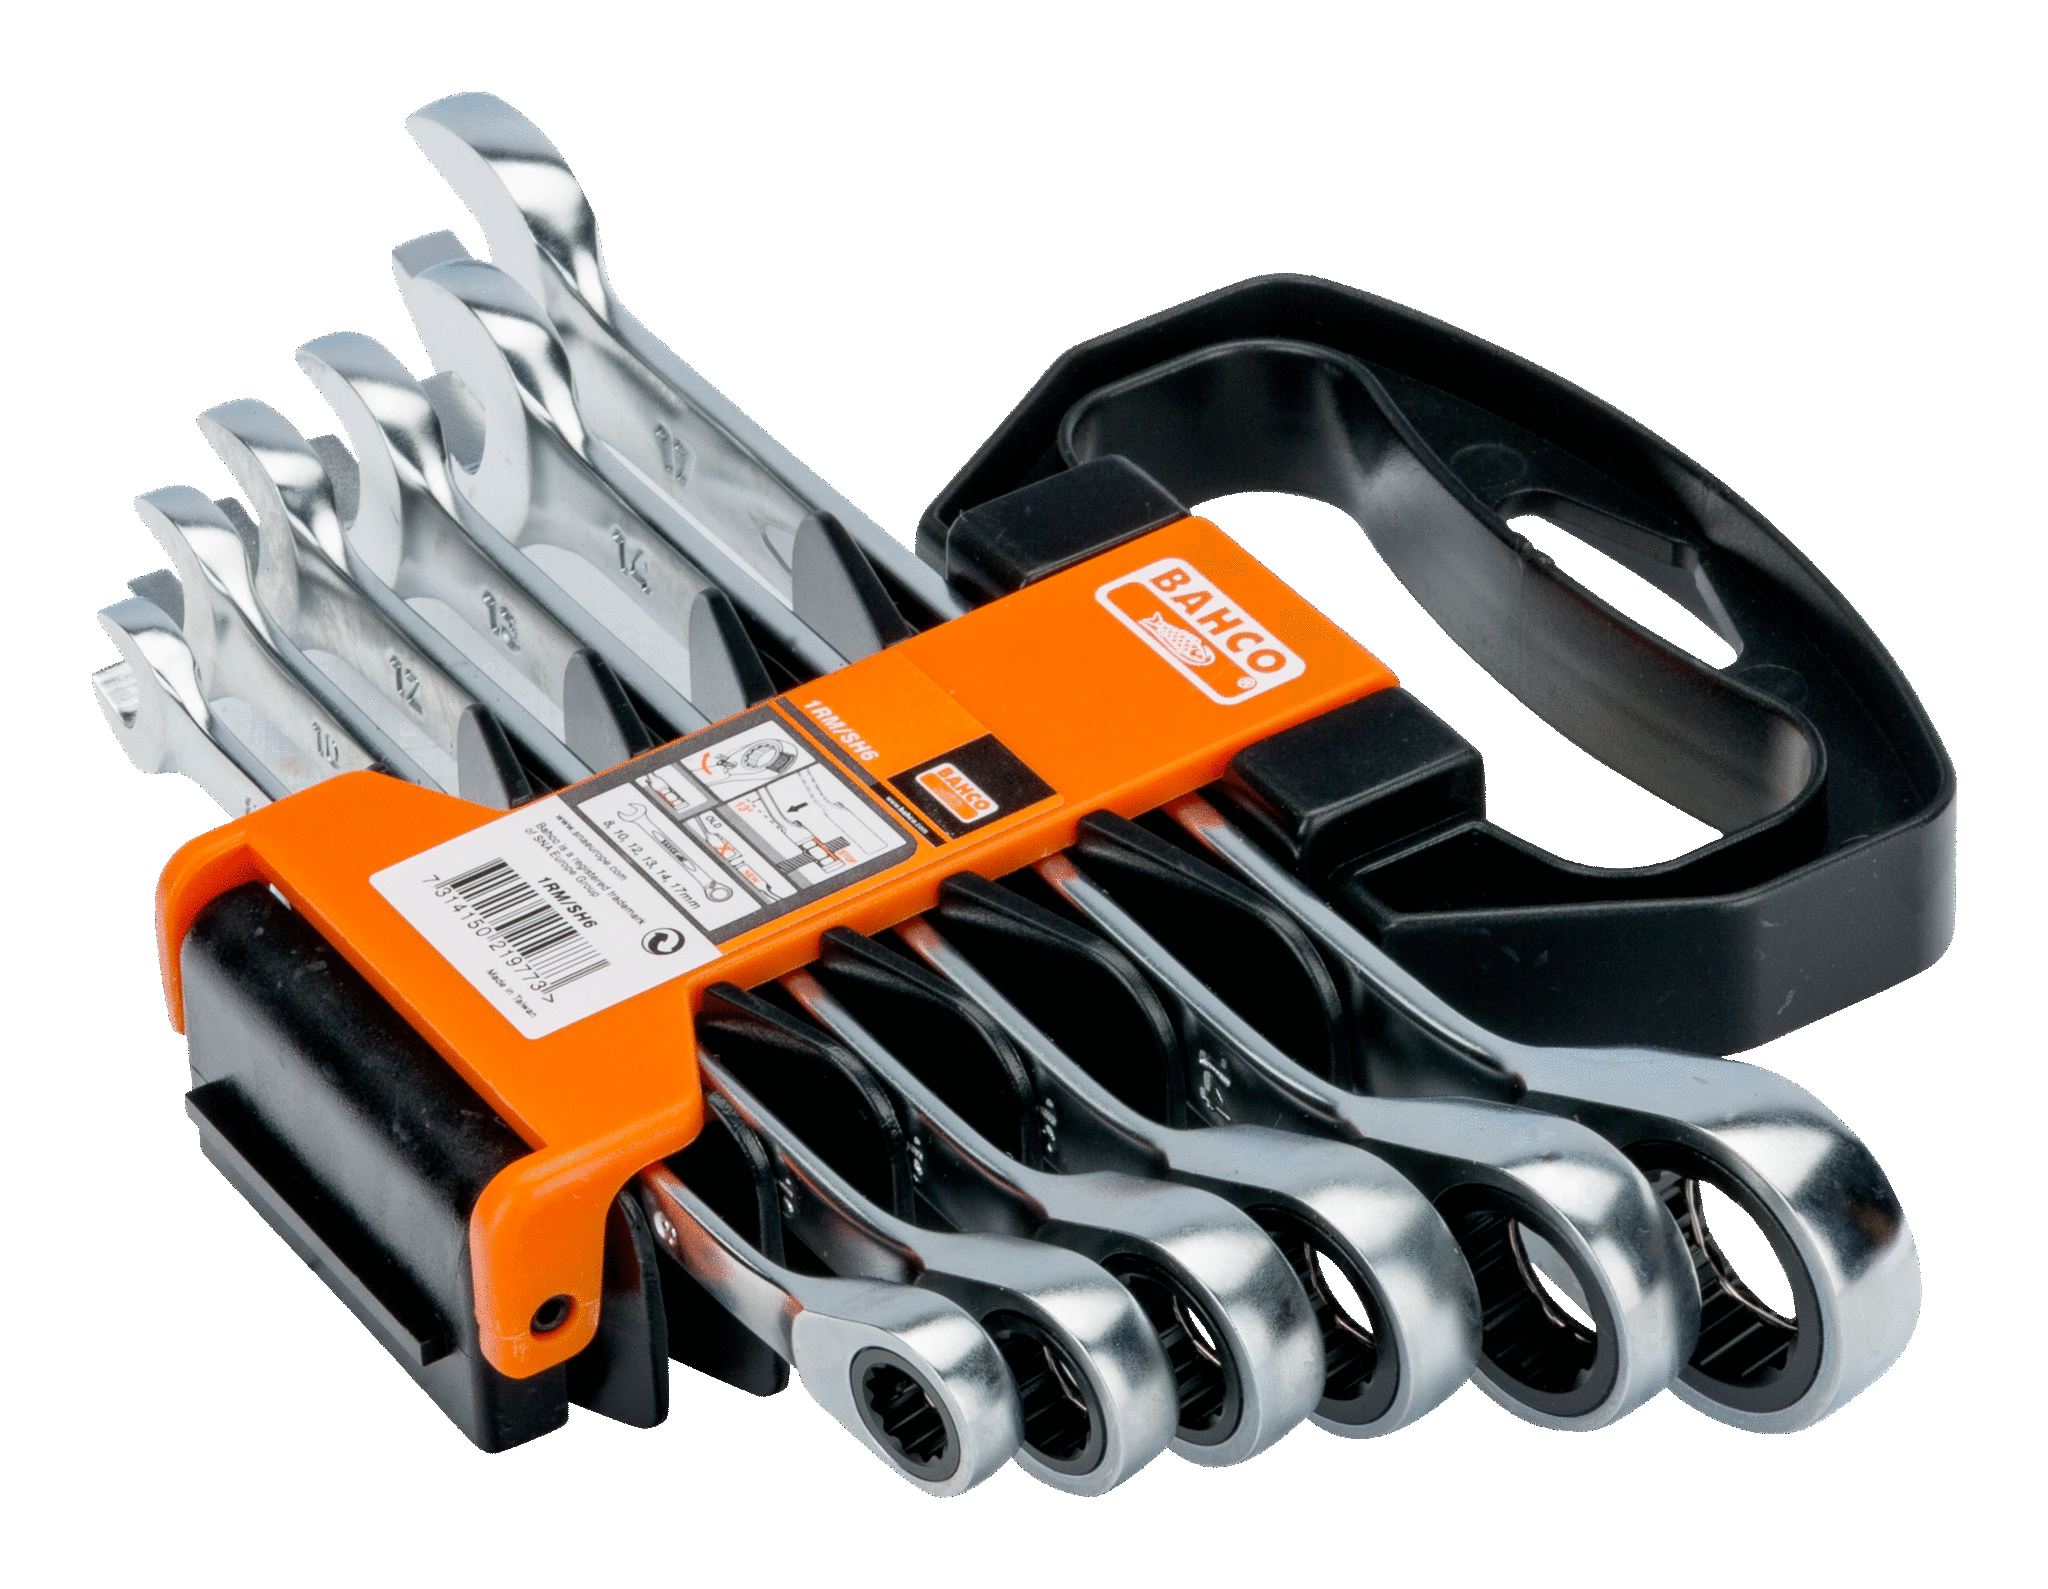 BAHCO
®
1RM/SH6
BAHCO
www.bahco.com
13°
STOP
OLD
NEW
8, 10, 12, 13, 14, 17mm
www.snaeurope.com
Bahco is a registered trademark
of SNA Europe Group
1RM/SH6
7 314150 219773 >
Made in Taiwan
17
14
13
12
10
8